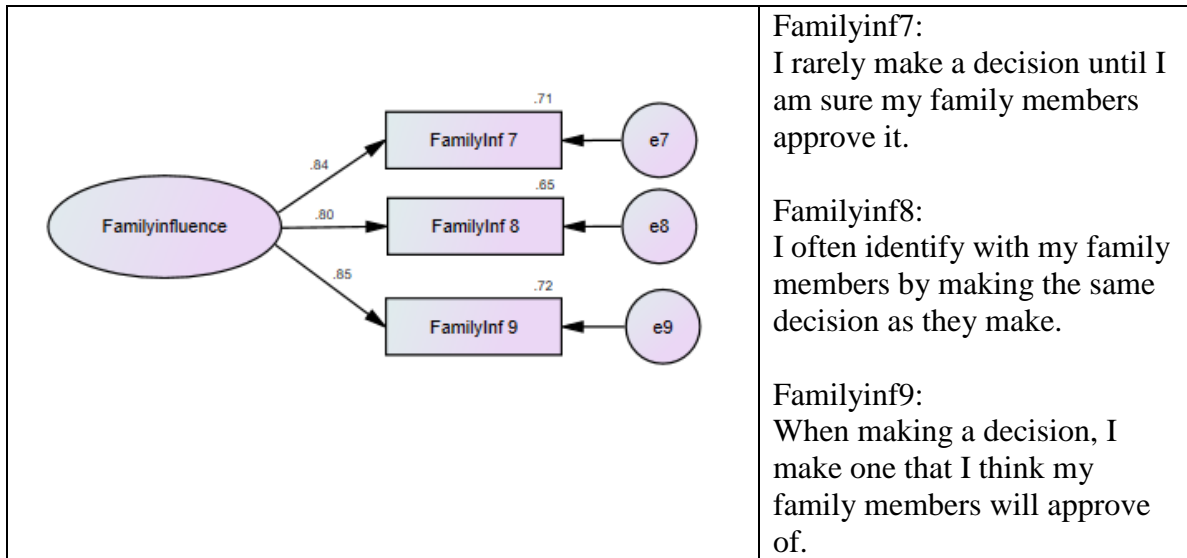 .71
FamilyInf 7
e7
.84
.65
Familyinfluence
.80
FamilyInf 8
e8
.85
.72
FamilyInf 9
e9
Familyinf7:
I rarely make a decision until I
am sure my family members
approve it.
Familyinf8:
I often identify with my family
members by making the same
decision as they make.
Familyinf9:
When making a decision, I
make one that I think my
family members will approve
of.